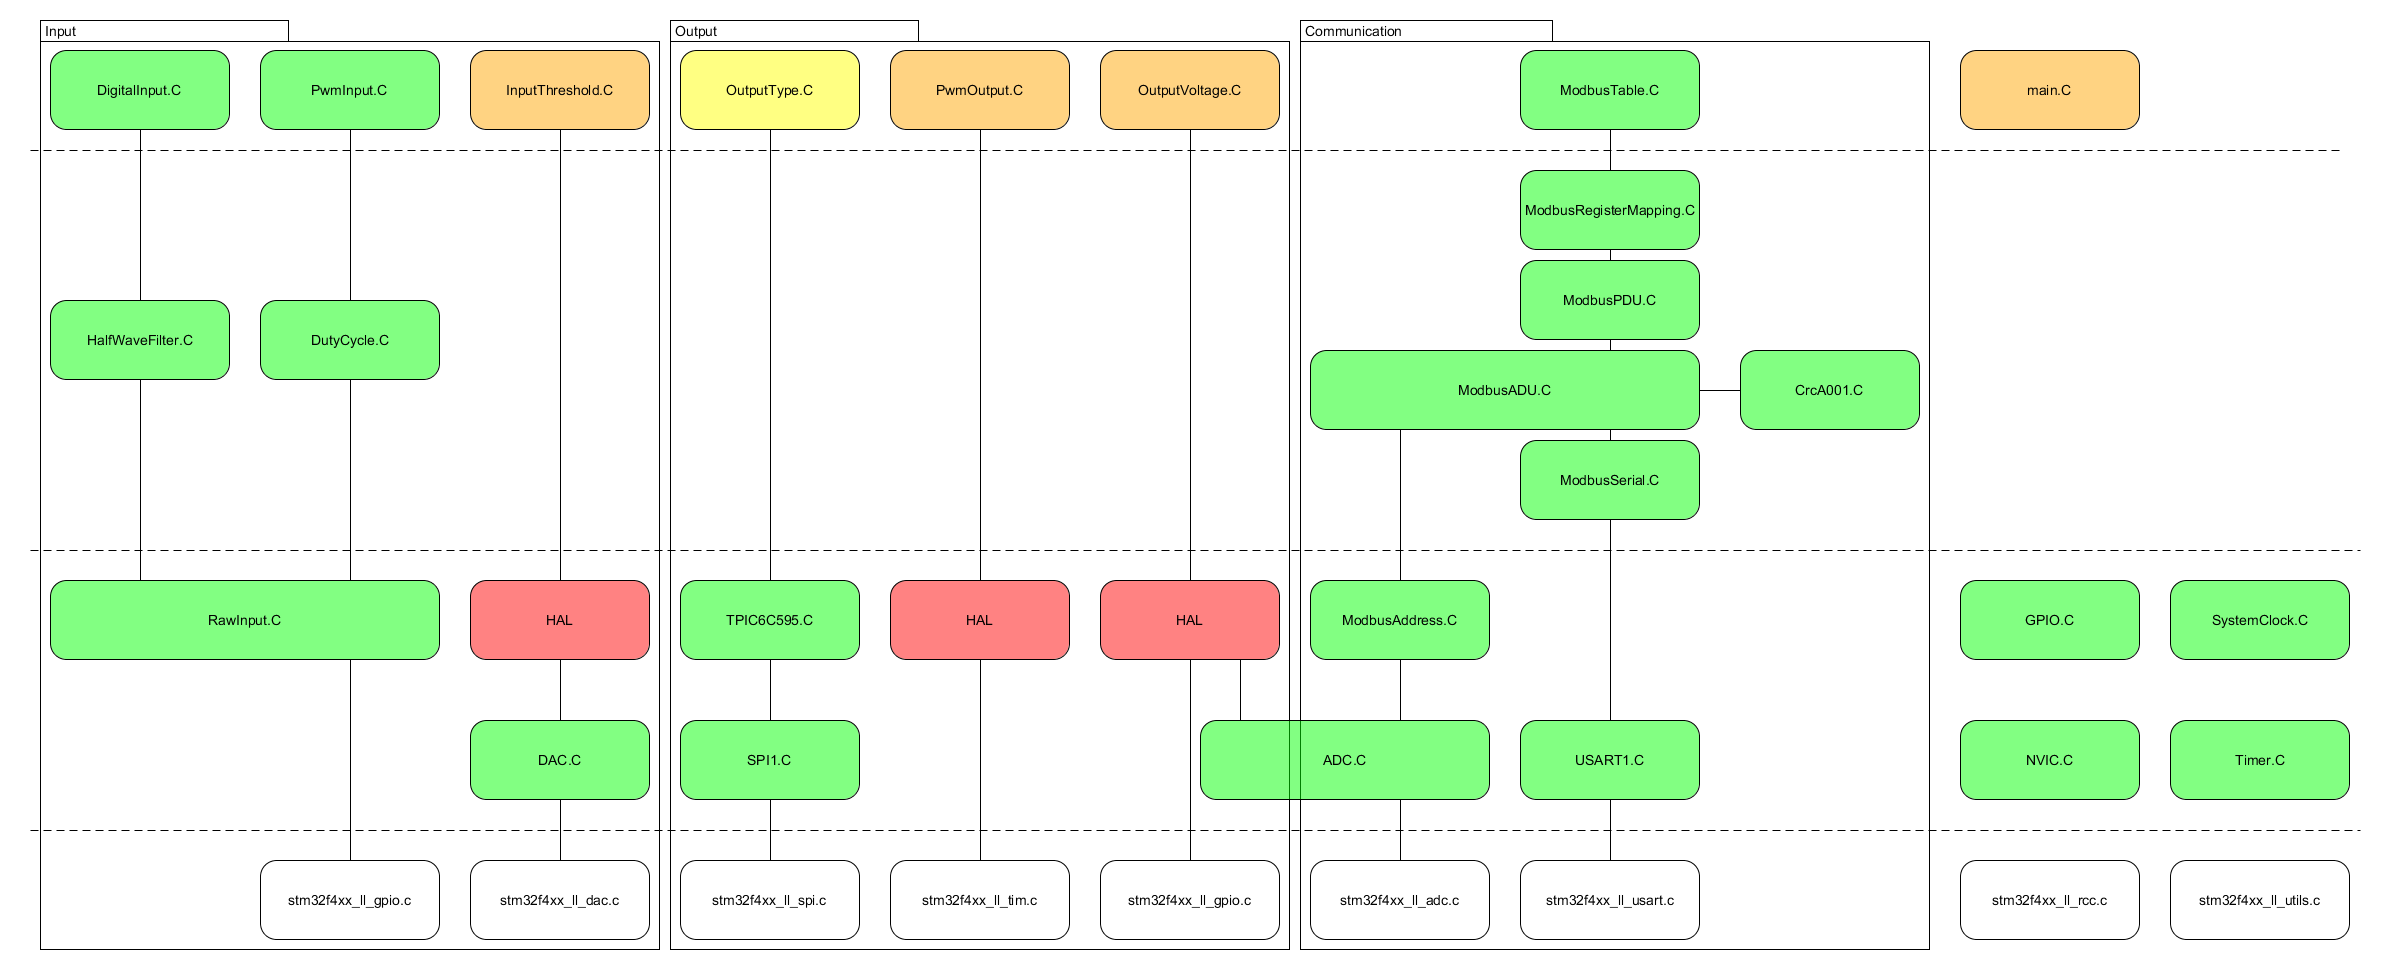 Input
Output
Communication
DigitalInput.C
PwmInput.C
InputThreshold.C
OutputType.C
PwmOutput.C
OutputVoltage.C
ModbusTable.C
main.C
ModbusRegisterMapping.C
ModbusPDU.C
HalfWaveFilter.C
DutyCycle.C
ModbusADU.C
CrcA001.C
ModbusSerial.C
RawInput.C
HAL
TPIC6C595.C
HAL
HAL
ModbusAddress.C
GPIO.C
SystemClock.C
DAC.C
SPI1.C
ADC.C
USART1.C
NVIC.C
Timer.C
stm32f4xx_ll_gpio.c
stm32f4xx_ll_dac.c
stm32f4xx_ll_spi.c
stm32f4xx_ll_tim.c
stm32f4xx_ll_gpio.c
stm32f4xx_ll_adc.c
stm32f4xx_ll_usart.c
stm32f4xx_ll_rcc.c
stm32f4xx_ll_utils.c